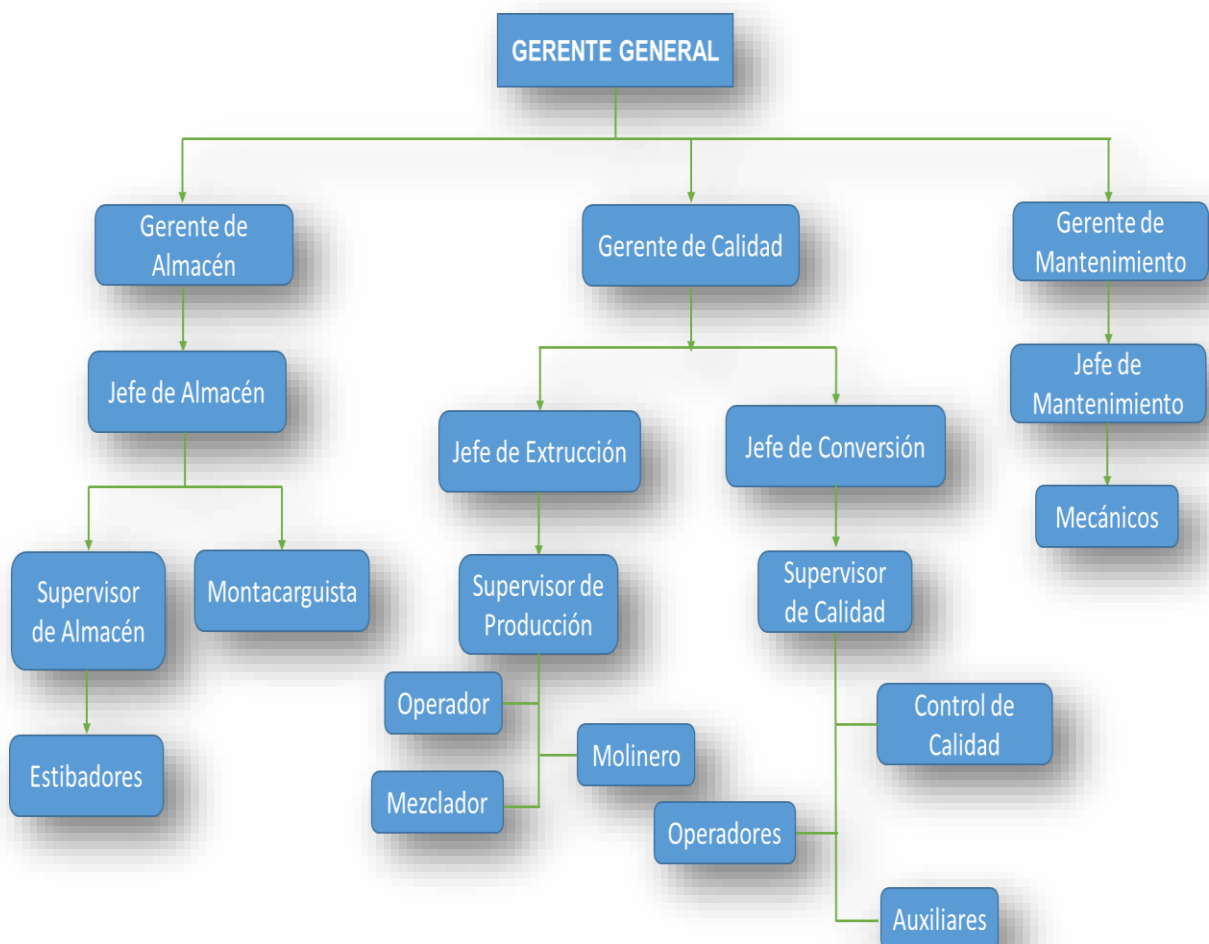 GERENTE GENERAL
Gerente de
Almacén
Gerente de Calidad
Gerente de
Mantenimiento
Jefe de Almacén
Jefe de
Mantenimiento
Jefe de Extrucción
Jefe de Conversión
Mecánicos
Supervisor
de Almacén
Montacarguista
Supervisor de
Producción
Supervisor
de Calidad
Operador
Control de
Calidad
Molinero
Estibadores
Mezclador
Operadores
Auxiliares